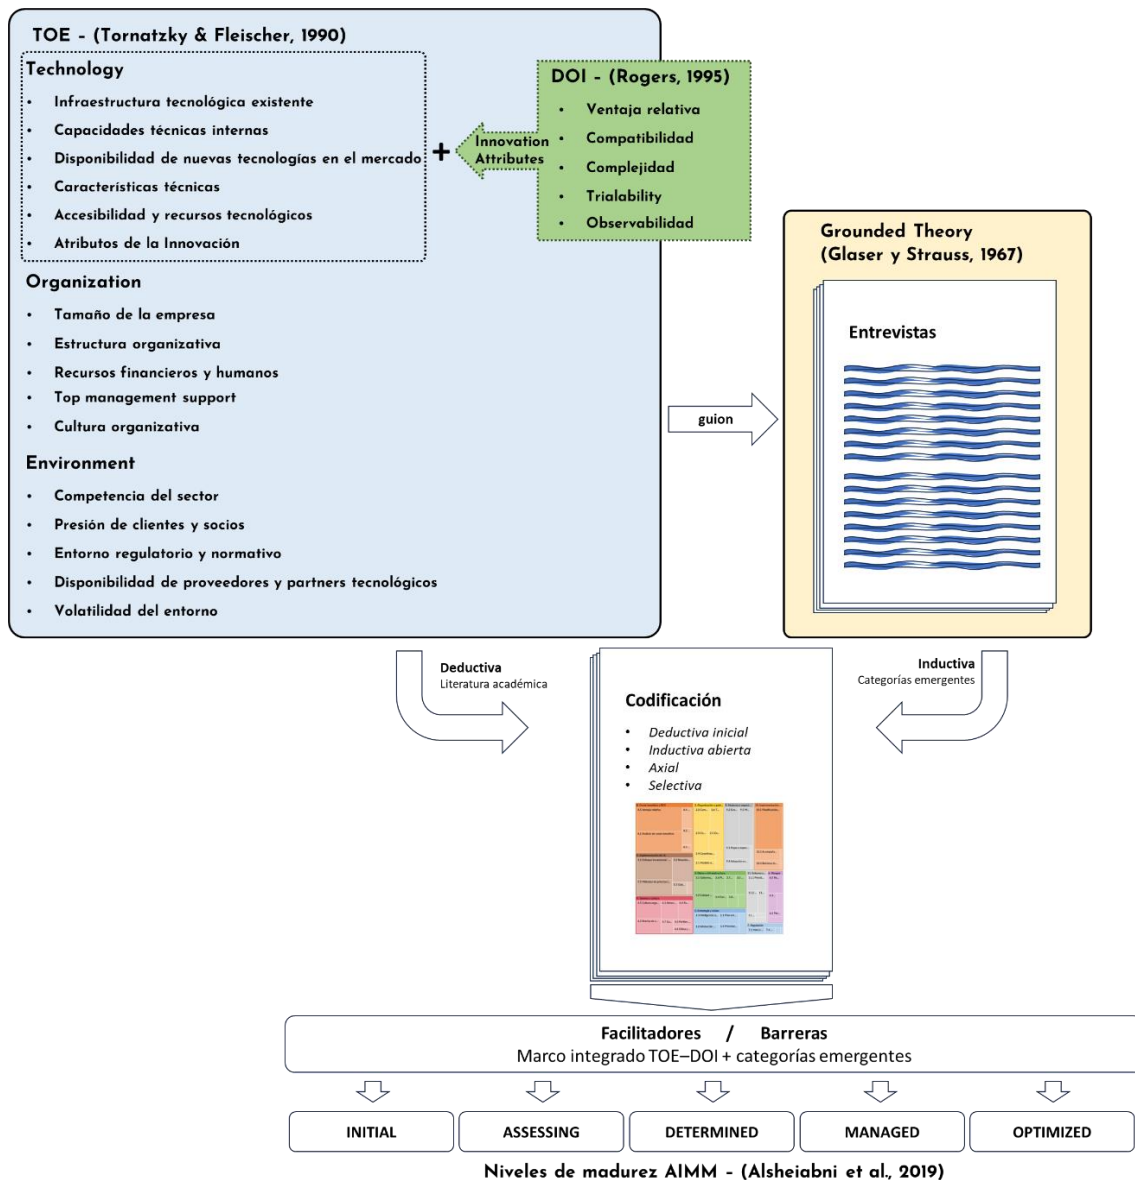 TOE – (Tornatzky & Fleischer, 1990)
Technology
• Infraestructura tecnológica existente
• Capacidades técnicas internas
• Disponibilidad de nuevas tecnologías en el mercado
• Características técnicas
• Accesibilidad y recursos tecnológicos
• Atributos de la Innovación
+
Innovation
Attributes
DOI – (Rogers, 1995)
• Ventaja relativa
• Compatibilidad
• Complejidad
• Trialability
• Observabilidad
Organization
• Tamaño de la empresa
• Estructura organizativa
• Recursos financieros y humanos
• Top management support
• Cultura organizativa
Environment
• Competencia del sector
• Presión de clientes y socios
• Entorno regulatorio y normativo
• Disponibilidad de proveedores y partners tecnológicos
• Volatilidad del entorno
guion
Grounded Theory
(Glaser y Strauss, 1967)
Entrevistas
Deductiva
Literatura académica
Inductiva
Categorías emergentes
Codificación
• Deductiva inicial
• Inductiva abierta
• Axial
• Selectiva
Facilitadores / Barreras
Marco integrado TOE–DOI + categorías emergentes
INITIAL
ASSESSING
DETERMINED
MANAGED
OPTIMIZED
Niveles de madurez AIMM – (Alsheiabni et al., 2019)